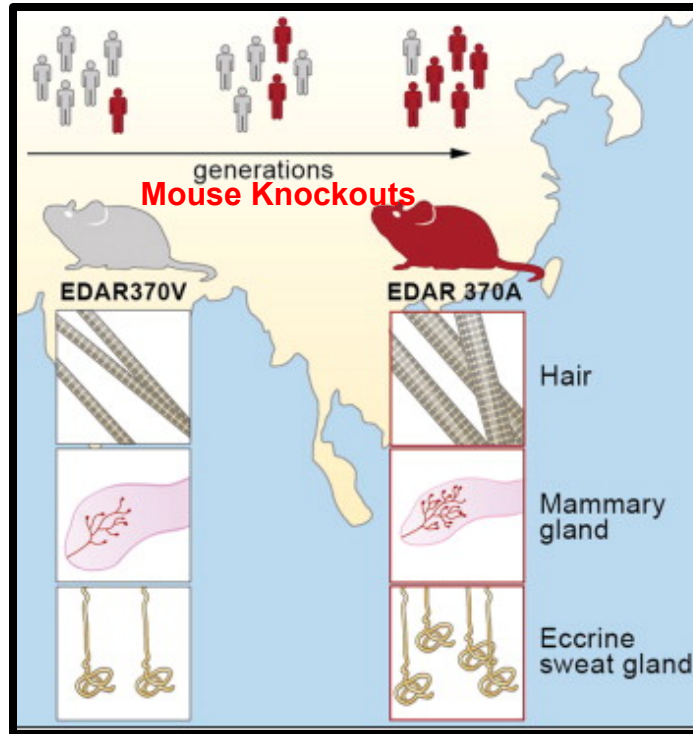 generations
Mouse Knockouts
EDAR370V
EDAR 370A
Hair
Mammary
gland
Eccrine
sweat gland